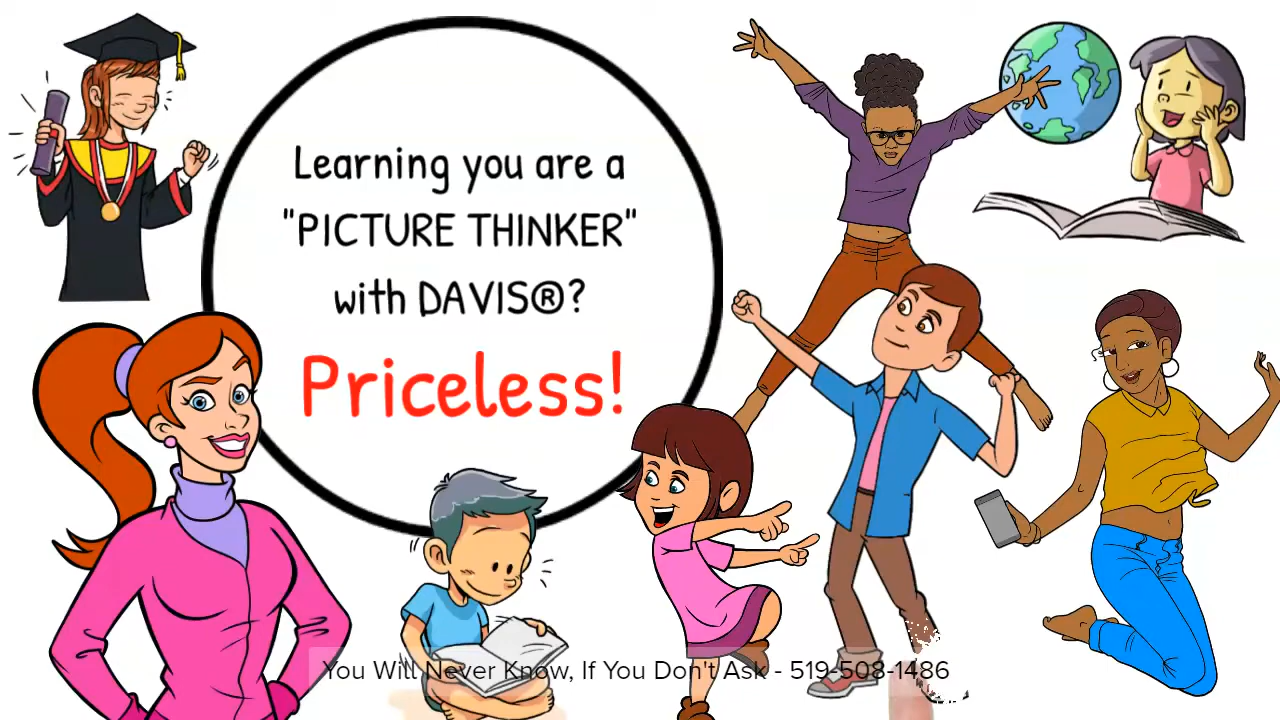 Learning you are a
"PICTURE THINKER"
with DAVIS®?
Priceless!
You Will Never Know, If You Don't Ask - 519-508-1486